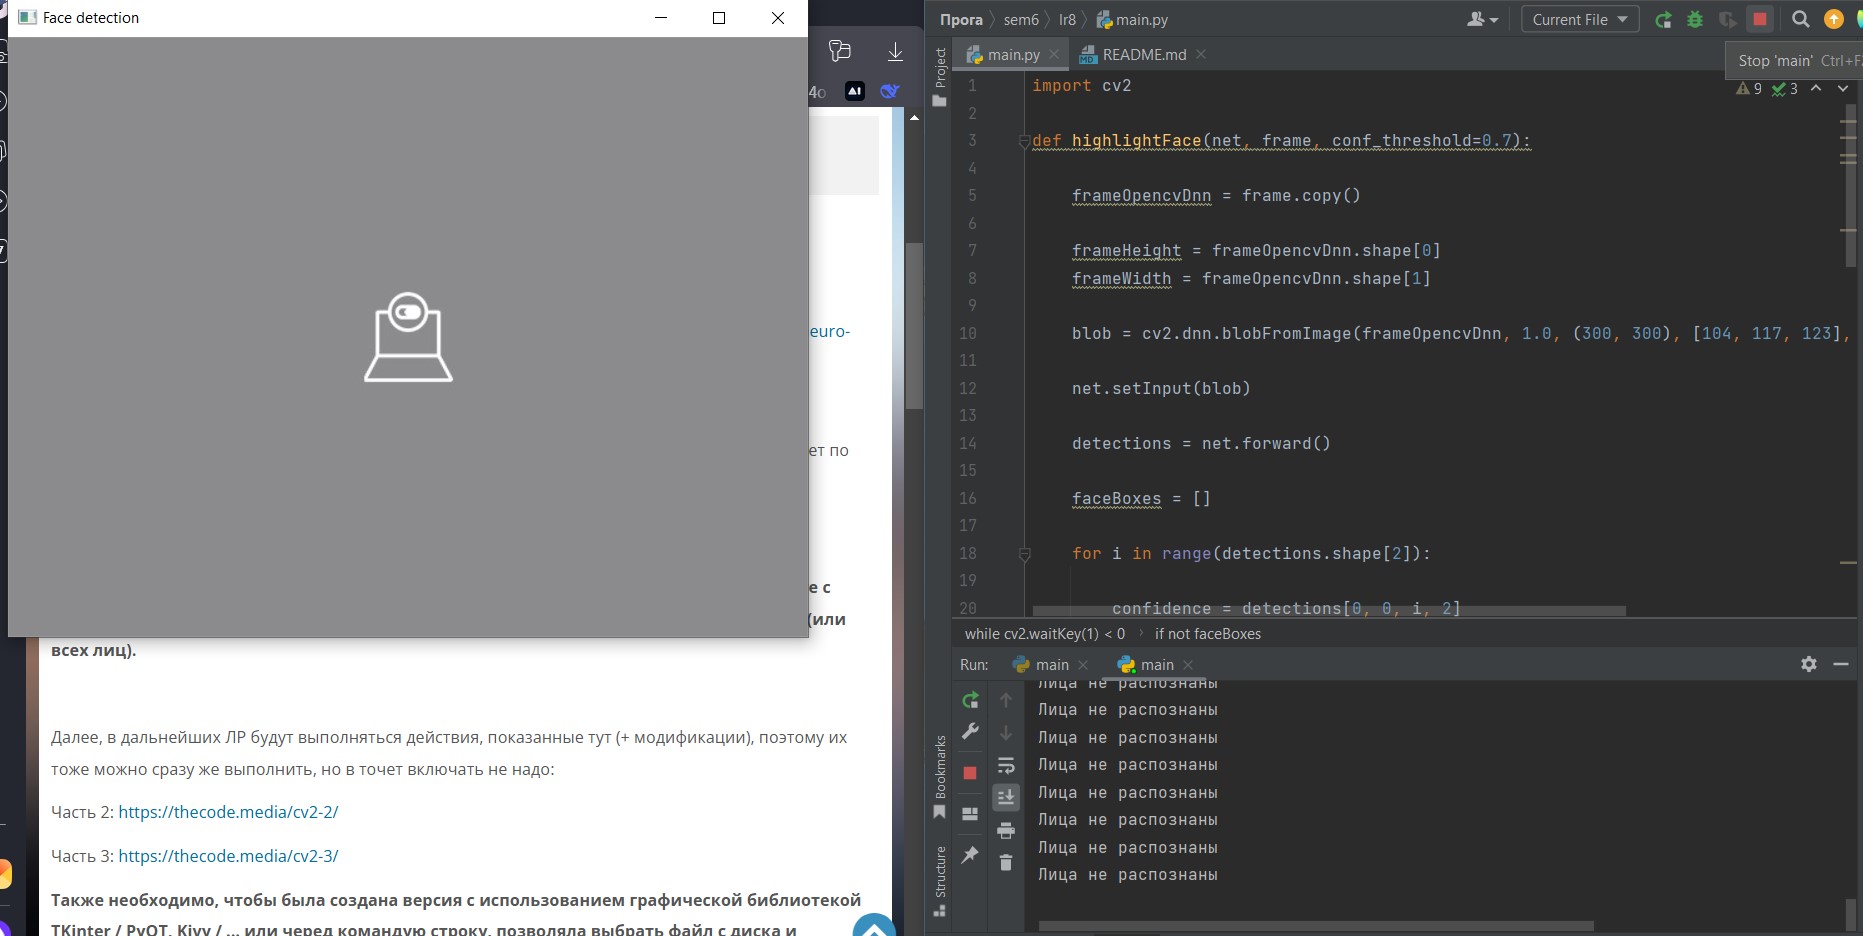 Face detection
4o
AI
euro-
ет по
е с
(или
всех лиц).
Далее, в дальнейших ЛР будут выполняться действия, показанные тут (+ модификации), поэтому их
тоже можно сразу же выполнить, но в точет включать не надо:
Часть 2: https://thecode.media/cv2-2/
Часть 3: https://thecode.media/cv2-3/
Также необходимо, чтобы была создана версия с использованием графической библиотекой
TKinter / PyQT, Kivy / ... или черед командую строку, позволяла выбрать файл с диска и
Прога
sem6
lr8
main.py
Current File
main.py
README.md
Stop 'main' Ctrl+F
9
3
Project
1 import cv2
2
3 def highlightFace(net, frame, conf_threshold=0.7):
4
5 frameOpencvDnn = frame.copy()
6
7 frameHeight = frameOpencvDnn.shape[0]
8 frameWidth = frameOpencvDnn.shape[1]
9
10 blob = cv2.dnn.blobFromImage(frameOpencvDnn, 1.0, (300, 300), [104, 117, 123],
11
12 net.setInput(blob)
13
14 detections = net.forward()
15
16 faceBoxes = []
17
18 for i in range(detections.shape[2]):
19
20 confidence = detections[0, 0, i, 2]
while cv2.waitKey(1) < 0
if not faceBoxes
Run:
main
main
Bookmarks
Structure
Лица не распознаны
Лица не распознаны
Лица не распознаны
Лица не распознаны
Лица не распознаны
Лица не распознаны
Лица не распознаны
Лица не распознаны